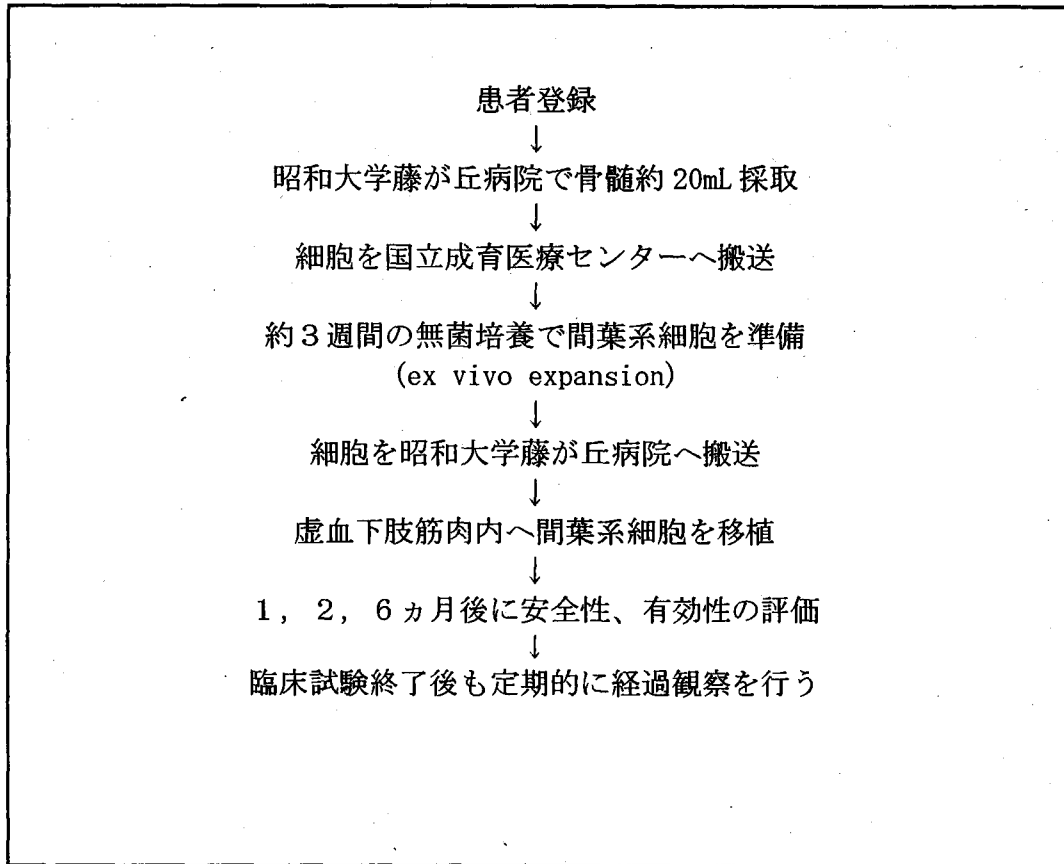 患者登録
↓
昭和大学藤が丘病院で骨髄約 20mL 採取
↓
細胞を国立成育医療センターへ搬送
↓
約３週間の無菌培養で間葉系細胞を準備
(ex vivo expansion)
↓
細胞を昭和大学藤が丘病院へ搬送
↓
虚血下肢筋肉内へ間葉系細胞を移植
↓
１，２，６ヵ月後に安全性、有効性の評価
↓
臨床試験終了後も定期的に経過観察を行う